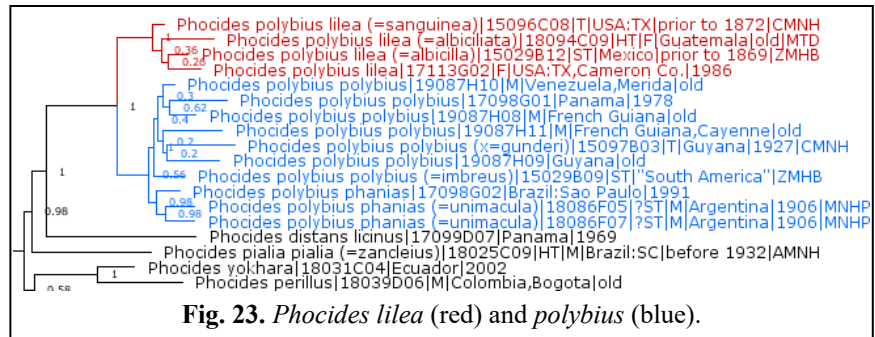 Phocides polybius lilea (=sanguinea)|15096C08|T|USA:TX|prior to 1872|CMNH
1
Phocides polybius lilea (=albiciliata)|18094C09|HT|F|Guatemala|old|MTD
0.36
Phocides polybius lilea (=albicilla)|15029B12|ST|Mexico|prior to 1869|ZMHB
0.26
Phocides polybius lilea|17113G02|F|USA:TX,Cameron Co.|1986
Phocides polybius polybius|19087H10|M|Venezuela,Merida|old
0.3
Phocides polybius polybius|17098G01|Panama|1978
1
0.62
Phocides polybius polybius|19087H08|M|French Guiana|old
0.4
Phocides polybius polybius|19087H11|M|French Guiana,Cayenne|old
0.2
Phocides polybius polybius (x=gunderi)|15097B03|T|Guyana|1927|CMNH
1
0.2
Phocides polybius polybius|19087H09|Guyana|old
1
0.56
Phocides polybius polybius (=imbreus)|15029B09|ST|"South America"|ZMHB
Phocides polybius phanias|17098G02|Brazil:Sao Paulo|1991
0.98
Phocides polybius phanias (=unimacula)|18086F05|?ST|M|Argentina|1906|MNHP
0.98
0.98
Phocides polybius phanias (=unimacula)|18086F07|?ST|M|Argentina|1906|MNHP
Phocides distans licinus|17099D07|Panama|1969
Phocides pialia pialia (=zancleius)|18025C09|HT|M|Brazil:SC|before 1932|AMNH
Phocides yokhara|18031C04|Ecuador|2002
1
Phocides perillus|18039D06|M|Colombia,Bogota|old
0.58
Fig. 23. Phocides lilea (red) and polybius (blue).